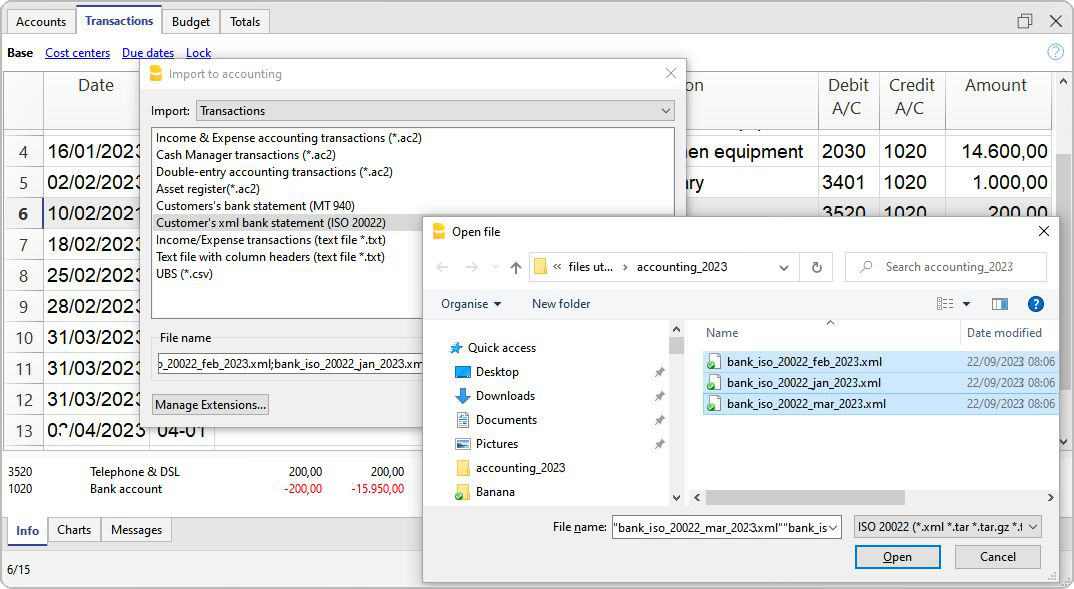 Accounts Transactions Budget Totals
Base Cost centers Due dates Lock
Date Debit A/C Credit A/C Amount
4 16/01/2023 en equipment 2030 1020 14.600,00
5 02/02/2023 ry 3401 1020 1.000,00
6 10/02/202 3520 1020 200,00
7 18/02/2023
8 25/02/2023
9 28/02/2023
10 31/03/2023
11 31/03/2023
12 31/03/2023
13 /04/2023 04-01
Import to accounting
Import: Transactions
Income & Expense accounting transactions (*.ac2)
Cash Manager transactions (*.ac2)
Double-entry accounting transactions (*.ac2)
Asset register(*.ac2)
Customers's bank statement (MT 940)
Customer's xml bank statement (ISO 20022)
Income/Expense transactions (text file *.txt)
Text file with column headers (text file *.txt)
UBS (*.csv)
File name
_20022_feb_2023.xml;bank_iso_20022_jan_2023.xm
Manage Extensions...
Open file
« files ut... › accounting_2023
Search accounting_2023
Organise New folder
Name Date modified
Quick access
Desktop
Downloads
Documents
Pictures
accounting_2023
Banana
bank_iso_20022_feb_2023.xml 22/09/2023 08:06
bank_iso_20022_jan_2023.xml 22/09/2023 08:06
bank_iso_20022_mar_2023.xml 22/09/2023 08:06
File name: "bank_iso_20022_mar_2023.xml""bank_is
ISO 20022 (*.xml *.tar *.tar.gz *.t
Open Cancel
3520 Telephone & DSL 200,00 200,00
1020 Bank account -200,00 -15.950,00
Info Charts Messages
6/15